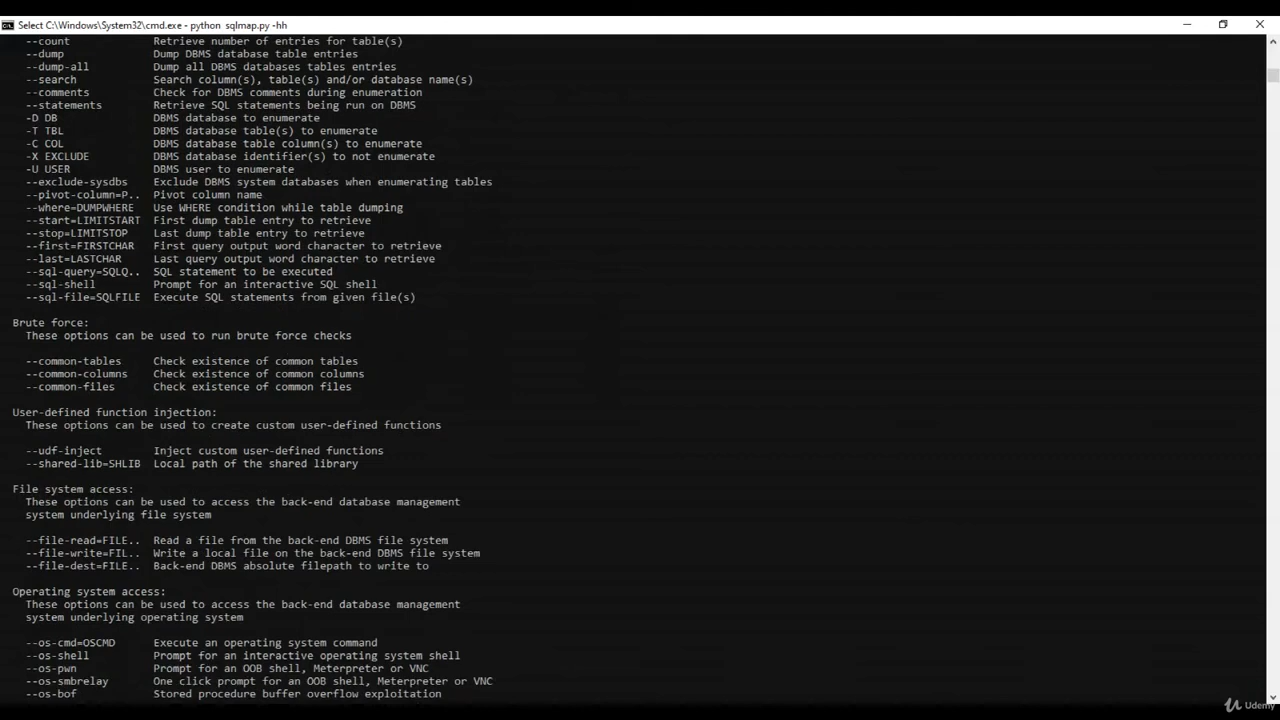 Select C:\Windows\System32\cmd.exe - python sqlmap.py -hh
--count Retrieve number of entries for table(s)
--dump Dump DBMS database table entries
--dump-all Dump all DBMS databases tables entries
--search Search column(s), table(s) and/or database name(s)
--comments Check for DBMS comments during enumeration
--statements Retrieve SQL statements being run on DBMS
-D DB DBMS database to enumerate
-T TBL DBMS database table(s) to enumerate
-C COL DBMS database table column(s) to enumerate
-X EXCLUDE DBMS database identifier(s) to not enumerate
-U USER DBMS user to enumerate
--exclude-sysdbs Exclude DBMS system databases when enumerating tables
--pivot-column=P.. Pivot column name
--where=DUMPWHERE Use WHERE condition while table dumping
--start=LIMITSTART First dump table entry to retrieve
--stop=LIMITSTOP Last dump table entry to retrieve
--first=FIRSTCHAR First query output word character to retrieve
--last=LASTCHAR Last query output word character to retrieve
--sql-query=SQLQ.. SQL statement to be executed
--sql-shell Prompt for an interactive SQL shell
--sql-file=SQLFILE Execute SQL statements from given file(s)
Brute force:
These options can be used to run brute force checks
--common-tables Check existence of common tables
--common-columns Check existence of common columns
--common-files Check existence of common files
User-defined function injection:
These options can be used to create custom user-defined functions
--udf-inject Inject custom user-defined functions
--shared-lib=SHLIB Local path of the shared library
File system access:
These options can be used to access the back-end database management
system underlying file system
--file-read=FILE.. Read a file from the back-end DBMS file system
--file-write=FIL.. Write a local file on the back-end DBMS file system
--file-dest=FILE.. Back-end DBMS absolute filepath to write to
Operating system access:
These options can be used to access the back-end database management
system underlying operating system
--os-cmd=OSCMD Execute an operating system command
--os-shell Prompt for an interactive operating system shell
--os-pwn Prompt for an OOB shell, Meterpreter or VNC
--os-smbrelay One click prompt for an OOB shell, Meterpreter or VNC
--os-bof Stored procedure buffer overflow exploitation
Udemy